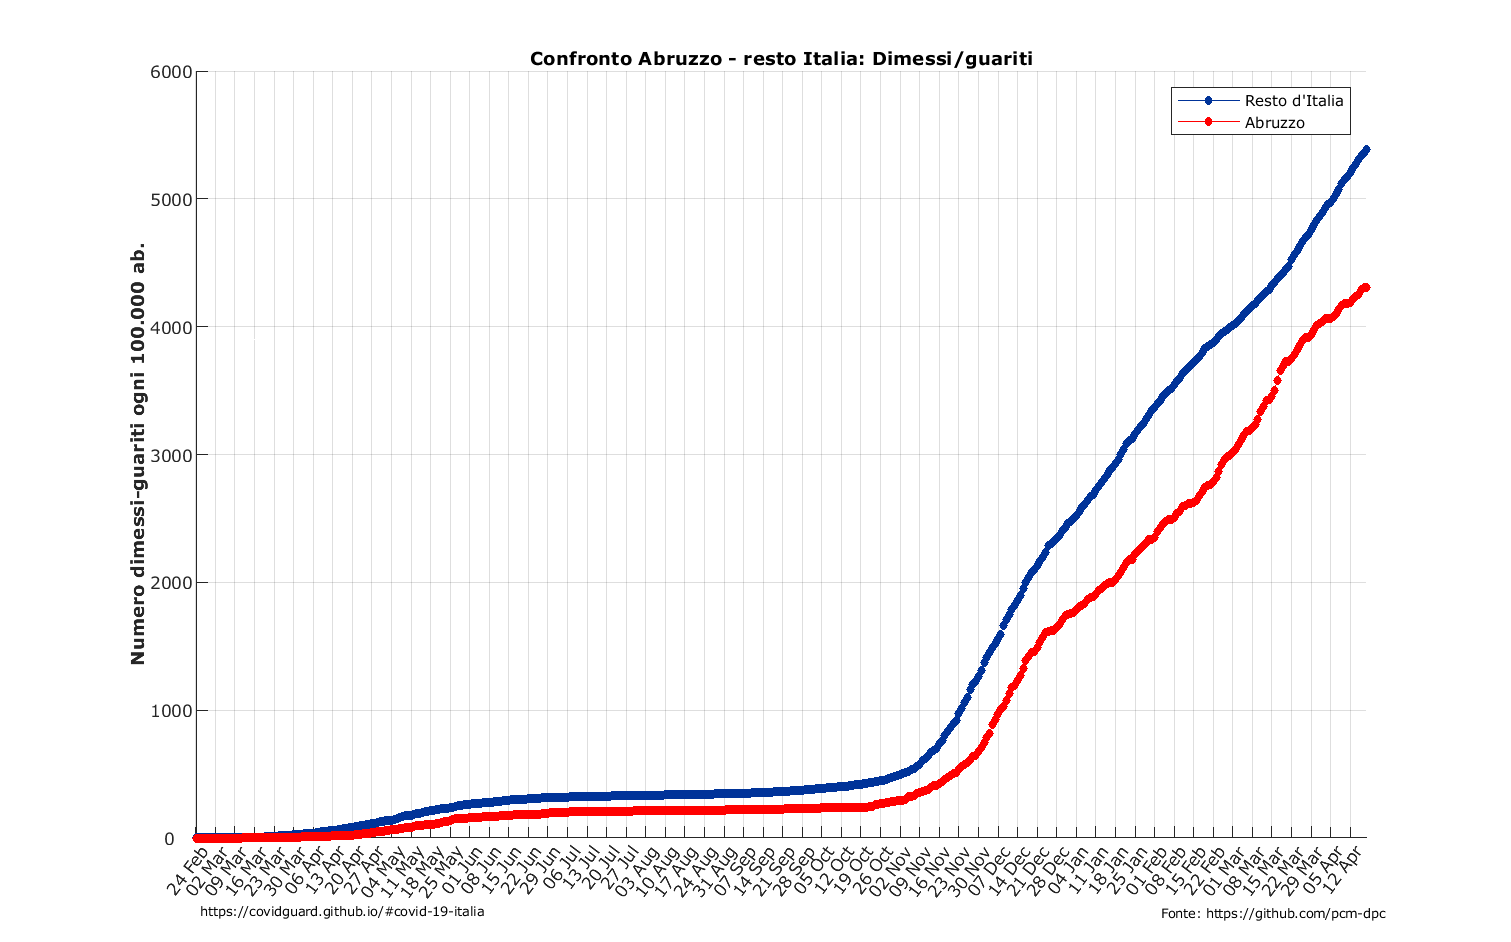 Confronto Abruzzo - resto Italia: Dimessi/guariti
Resto d'Italia
Abruzzo
Numero dimessi-guariti ogni 100.000 ab.
6000
5000
4000
3000
2000
1000
0
24 Feb
02 Mar
09 Mar
16 Mar
23 Mar
30 Mar
06 Apr
13 Apr
20 Apr
27 Apr
04 May
11 May
18 May
25 May
01 Jun
08 Jun
15 Jun
22 Jun
29 Jun
06 Jul
13 Jul
20 Jul
27 Jul
03 Aug
10 Aug
17 Aug
24 Aug
31 Aug
07 Sep
14 Sep
21 Sep
28 Sep
05 Oct
12 Oct
19 Oct
26 Oct
02 Nov
09 Nov
16 Nov
23 Nov
30 Nov
07 Dec
14 Dec
21 Dec
28 Dec
04 Jan
11 Jan
18 Jan
25 Jan
01 Feb
08 Feb
15 Feb
22 Feb
01 Mar
08 Mar
15 Mar
22 Mar
29 Mar
05 Apr
12 Apr
https://covidguard.github.io/#covid-19-italia
Fonte: https://github.com/pcm-dpc